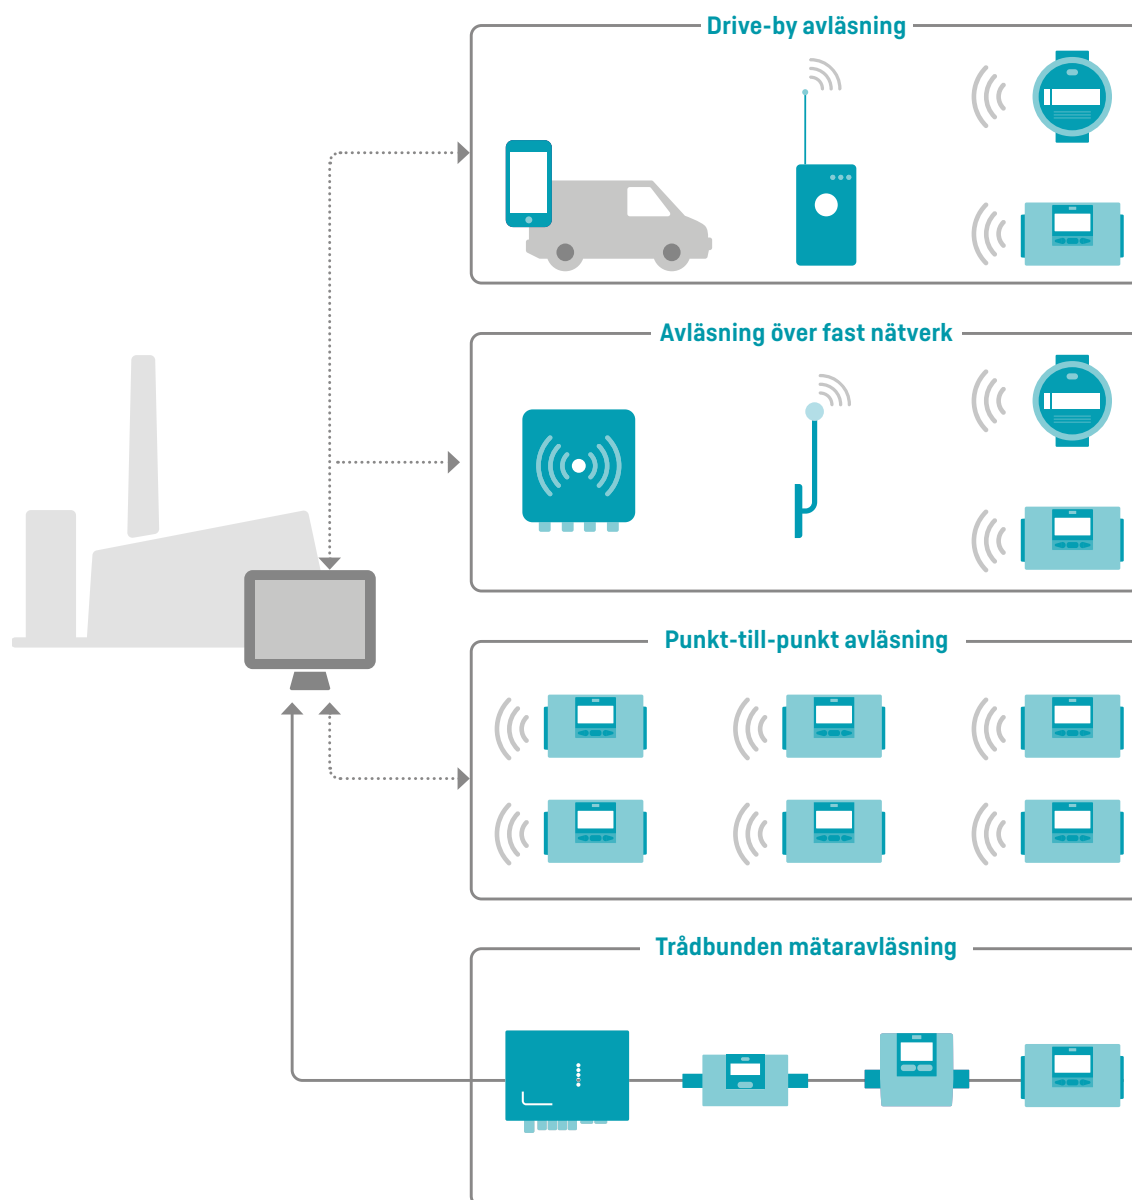 Drive-by avläsning
Avläsning över fast nätverk
Punkt-till-punkt avläsning
Trådbunden mätaravläsning